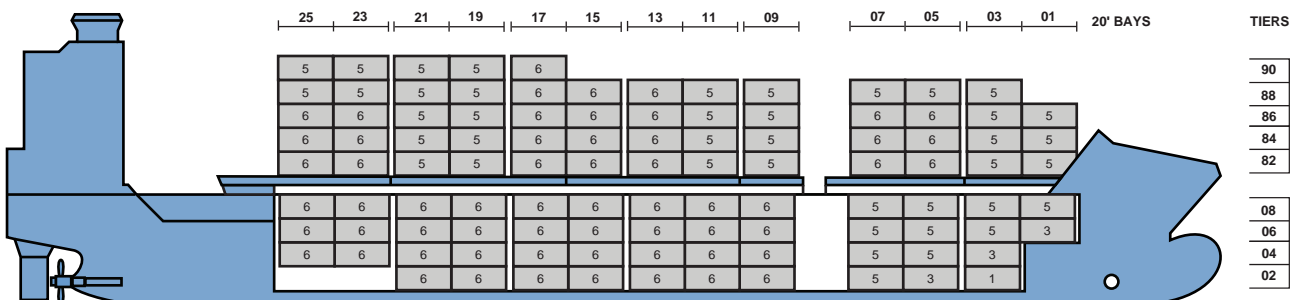 25 23 21 19 17 15 13 11 09 07 05 03 01 20' BAYS TIERS
5 5 5 5 6 90
5 5 5 5 6 6 6 5 5 5 5 5 88
6 6 5 5 6 6 6 5 5 6 6 5 5 86
6 6 5 5 6 6 6 5 5 6 6 5 5 84
6 6 5 5 6 6 6 5 5 6 6 5 5 82
6 6 6 6 6 6 6 6 6 5 5 5 5 08
6 6 6 6 6 6 6 6 6 5 5 5 3 06
6 6 6 6 6 6 6 6 6 5 5 3 04
6 6 6 6 6 6 6 5 3 1 02